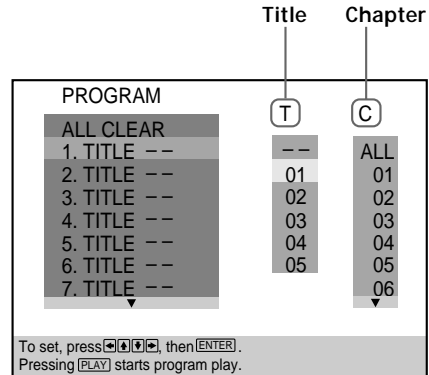 Title Chapter
PROGRAM
T C
ALL CLEAR
1. TITLE – – – – ALL
2. TITLE – – 01 01
3. TITLE – – 02 02
4. TITLE – – 03 03
5. TITLE – – 04 04
6. TITLE – – 05 05
7. TITLE – – 06
To set, press ←↑↓→, then ENTER.
Pressing PLAY starts program play.